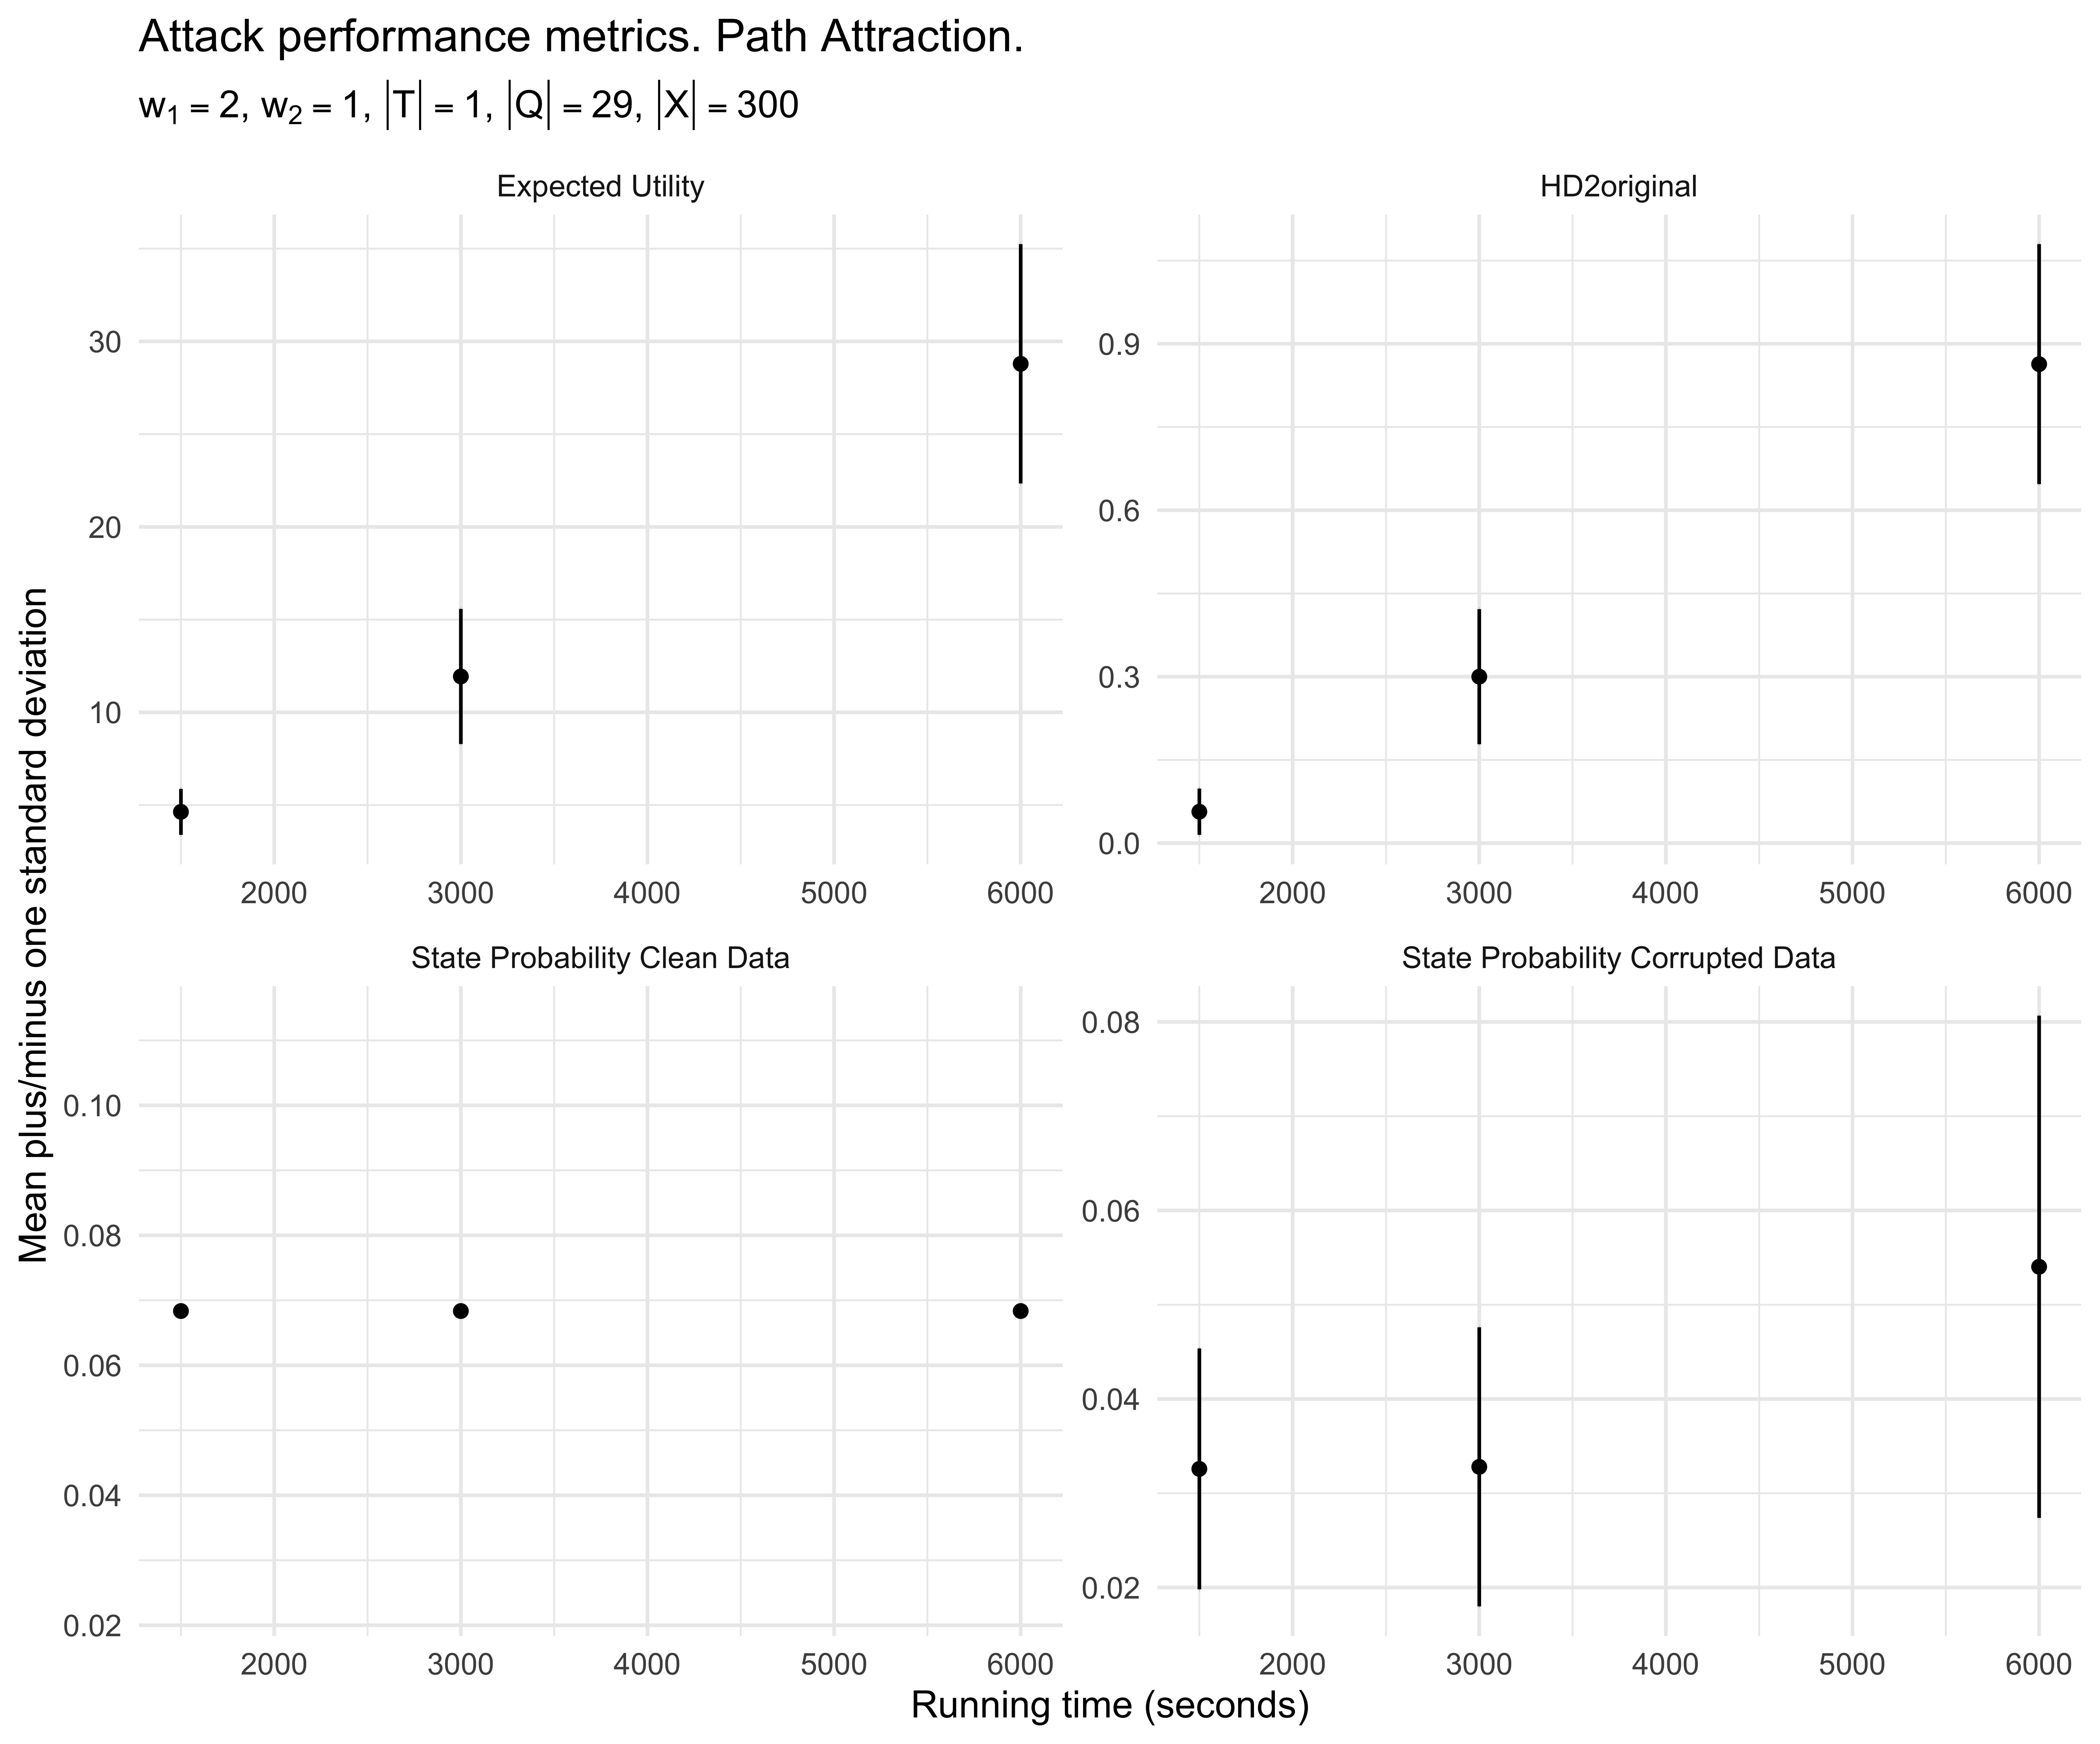 Attack performance metrics. Path Attraction.
w₁ = 2, w₂ = 1, |T| = 1, |Q| = 29, |X| = 300
Mean plus/minus one standard deviation
Expected Utility
30
20
10
2000 3000 4000 5000 6000
HD2original
0.9
0.6
0.3
0.0
2000 3000 4000 5000 6000
State Probability Clean Data
0.10
0.08
0.06
0.04
0.02
2000 3000 4000 5000 6000
State Probability Corrupted Data
0.08
0.06
0.04
0.02
2000 3000 4000 5000 6000
Running time (seconds)